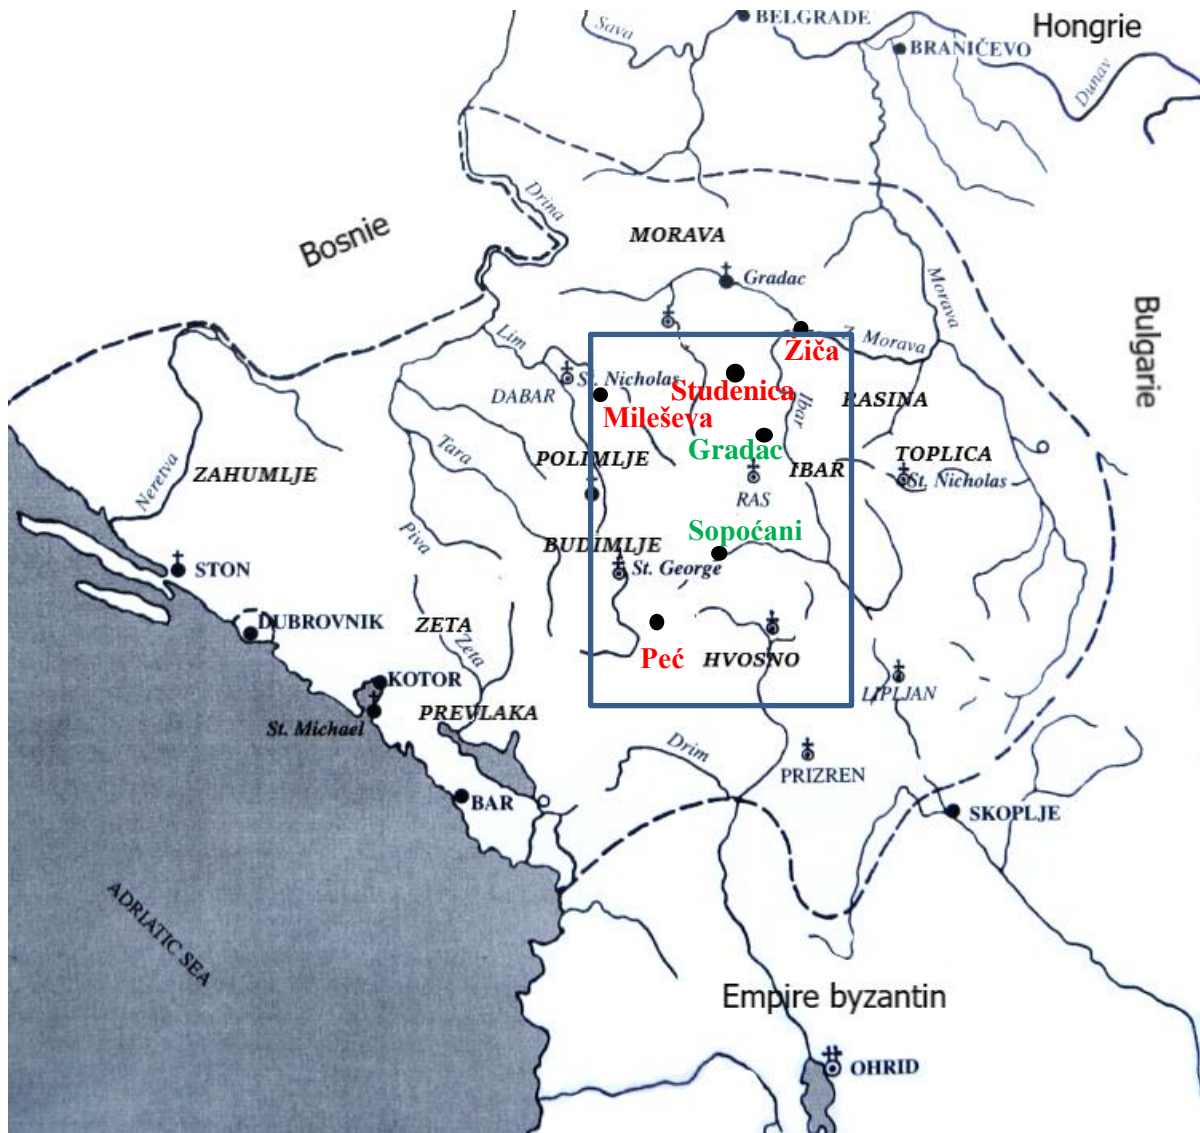 BELGRADE
Hongrie
Sava
BRANIČEVO
Dunav
Drina
Bosnie
MORAVA
Gradac
Morava
Bulgarie
Lim
Z. Morava
Žiča
St. Nicholas
DABAR
Studenica
Mileševa
Ibar
RASINA
Gradac
Tara
POLIMLJE
IBAR
TOPLICA
St. Nicholas
ZAHUMLJE
Neretva
RAS
Piva
Sopoćani
BUDIMLJE
St. George
STON
DUBROVNIK
ZETA
Zeta
Peć
HVOSNO
KOTOR
LIPLJAN
PREVLAKA
St. Michael
Drim
PRIZREN
BAR
SKOPLJE
ADRIATIC SEA
Empire byzantin
OHRID